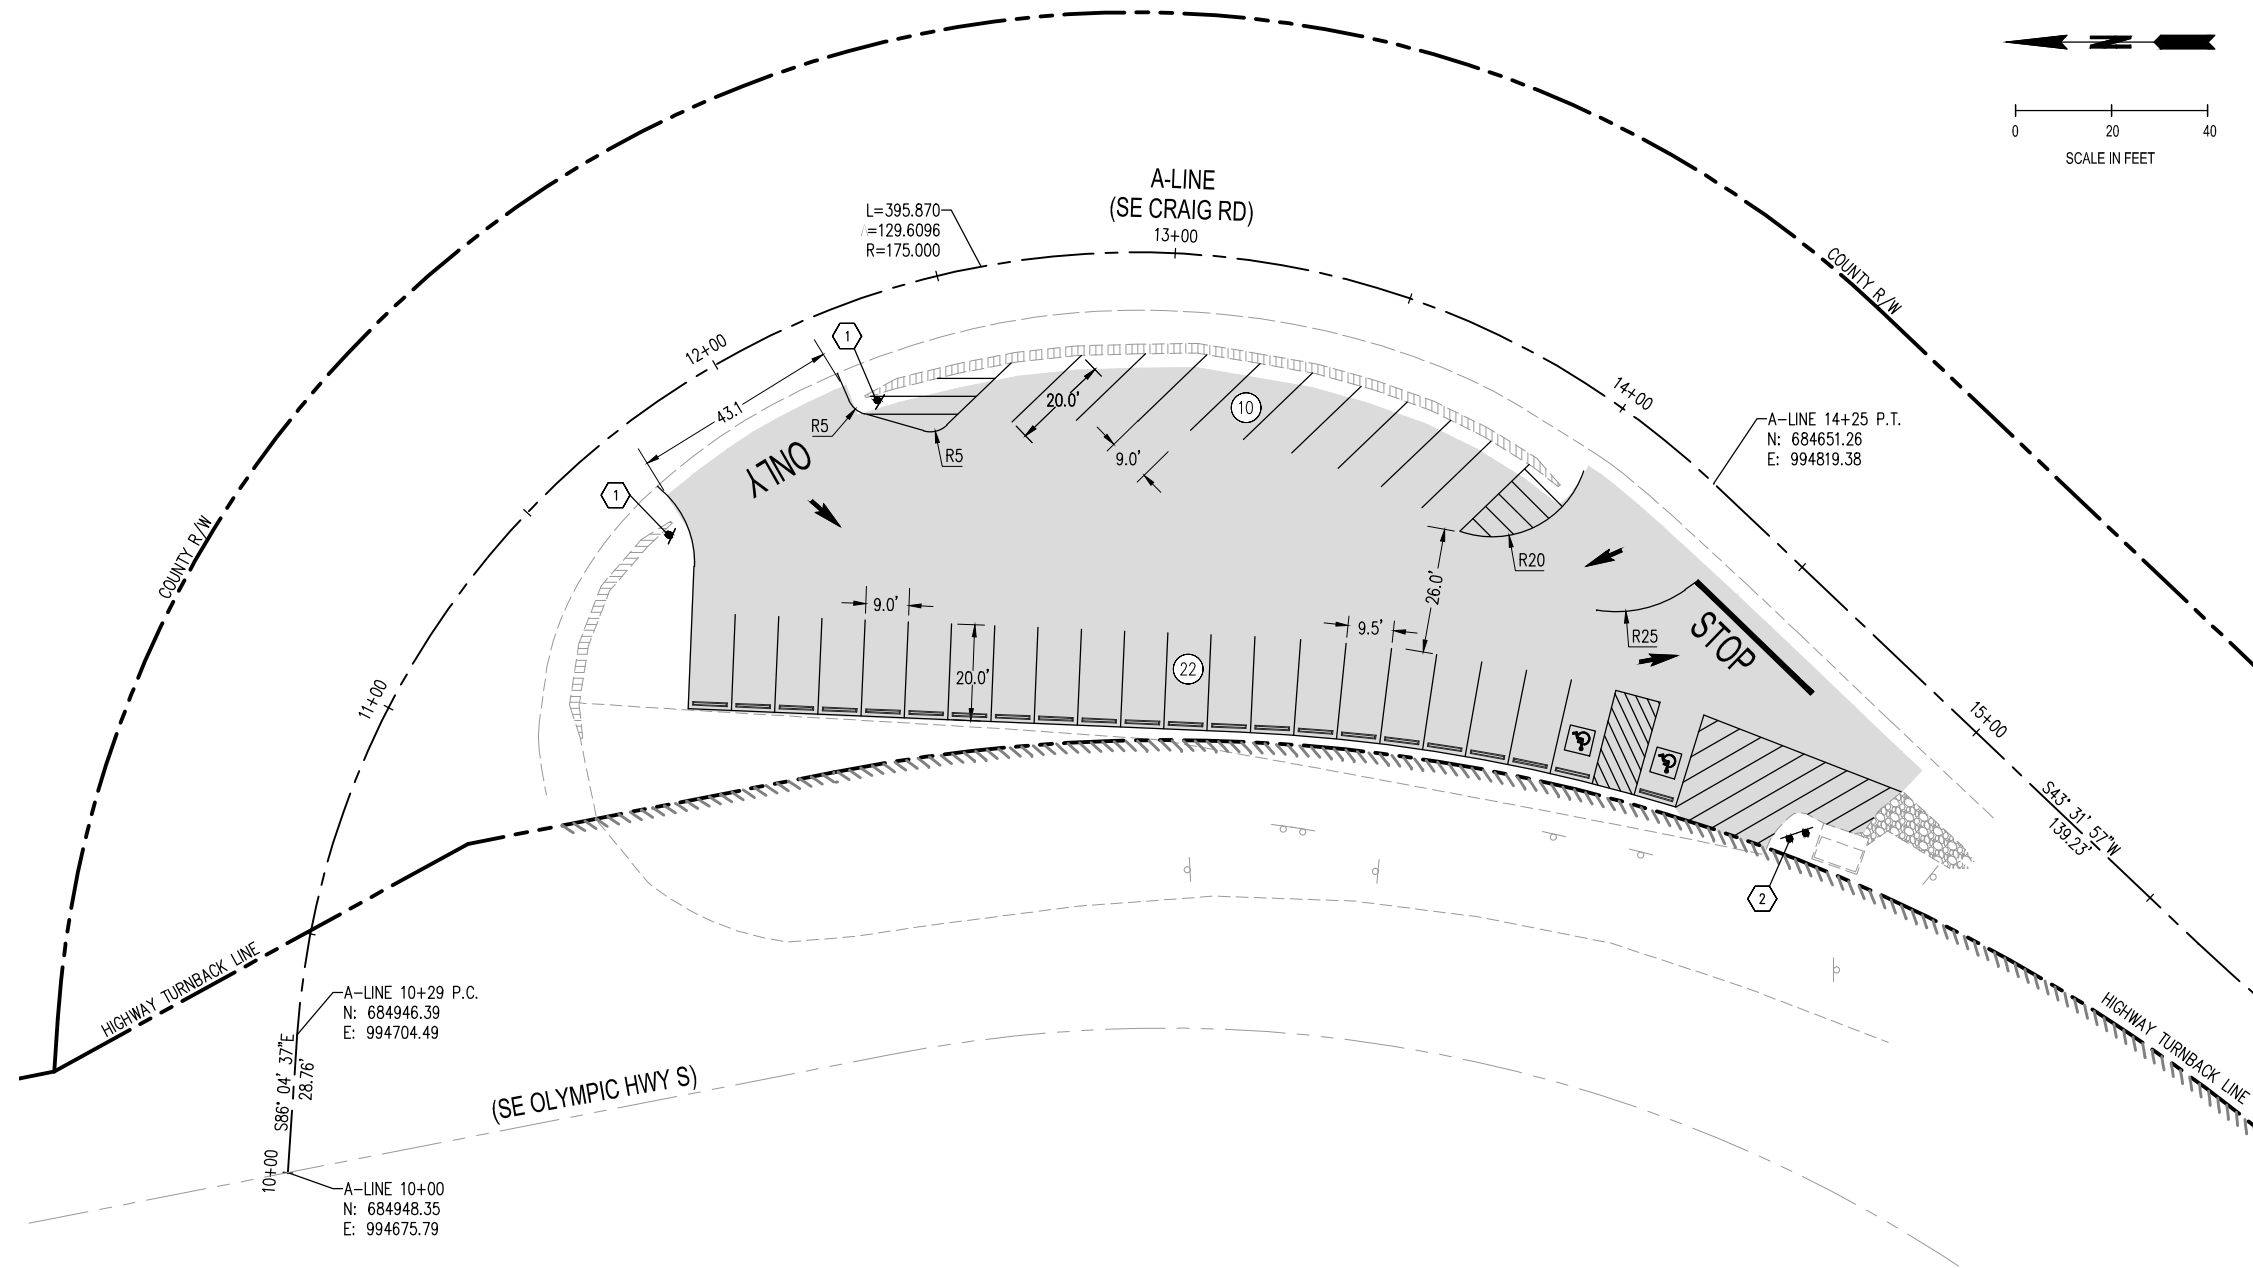 N
0 20 40
SCALE IN FEET
A-LINE
(SE CRAIG RD)
13+00
L=395.870
Δ=129.6096
R=175.000
COUNTY R/W
12+00
1
43.1
R5
R5
20.0'
10
9.0'
14+00
A-LINE 14+25 P.T.
N: 684651.26
E: 994819.38
ONLY
1
COUNTY R/W
R20
26.0'
9.0'
9.5'
R25
STOP
20.0'
22
11+00
15+00
S43° 31' 57"W
139.23'
2
HIGHWAY TURNBACK LINE
A-LINE 10+29 P.C.
N: 684946.39
E: 994704.49
S86° 04' 37"E
28.76'
HIGHWAY TURNBACK LINE
(SE OLYMPIC HWY S)
10+00
A-LINE 10+00
N: 684948.35
E: 994675.79